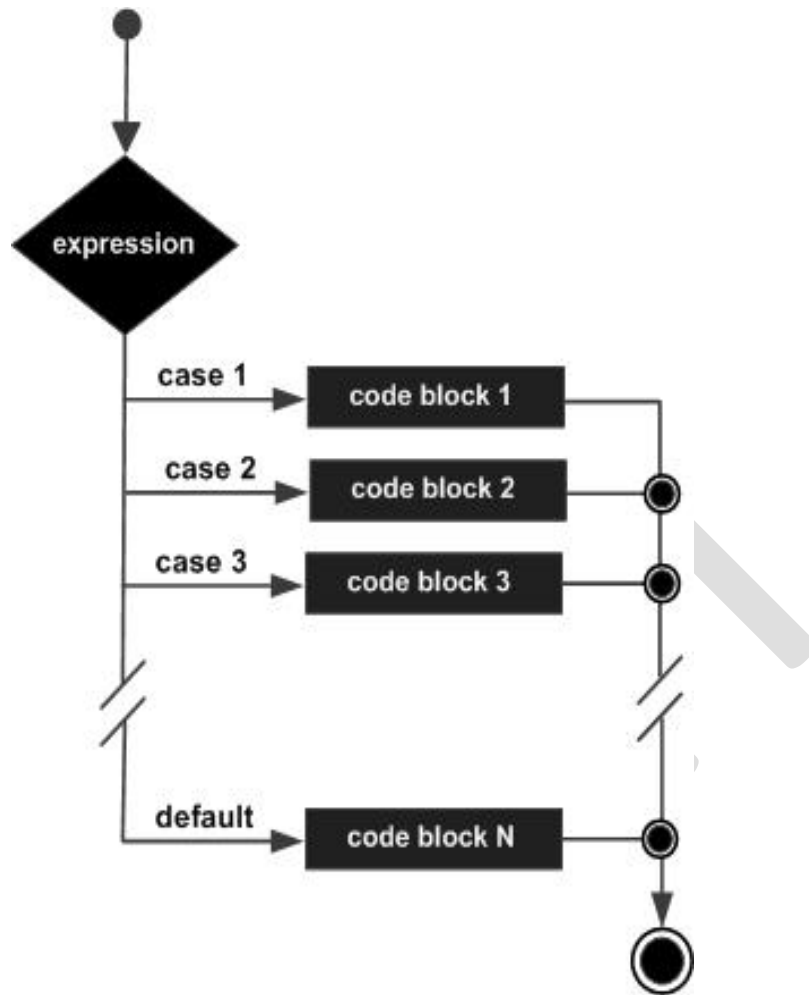 expression
case 1
code block 1
case 2
code block 2
case 3
code block 3
default
code block N